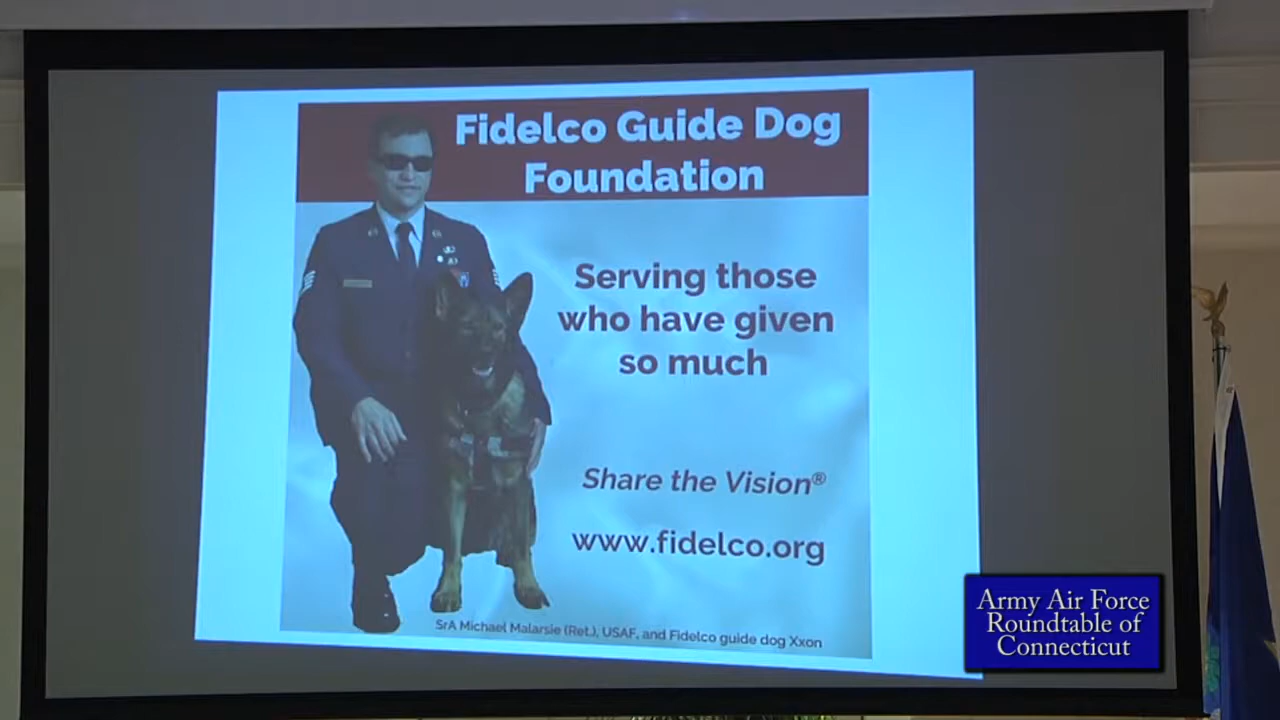 Fidelco Guide Dog
Foundation
Serving those
who have given
so much
Share the Vision®
www.fidelco.org
SrA Michael Malarsie (Ret.), USAF, and Fidelco guide dog Xxon
Army Air Force
Roundtable of
Connecticut